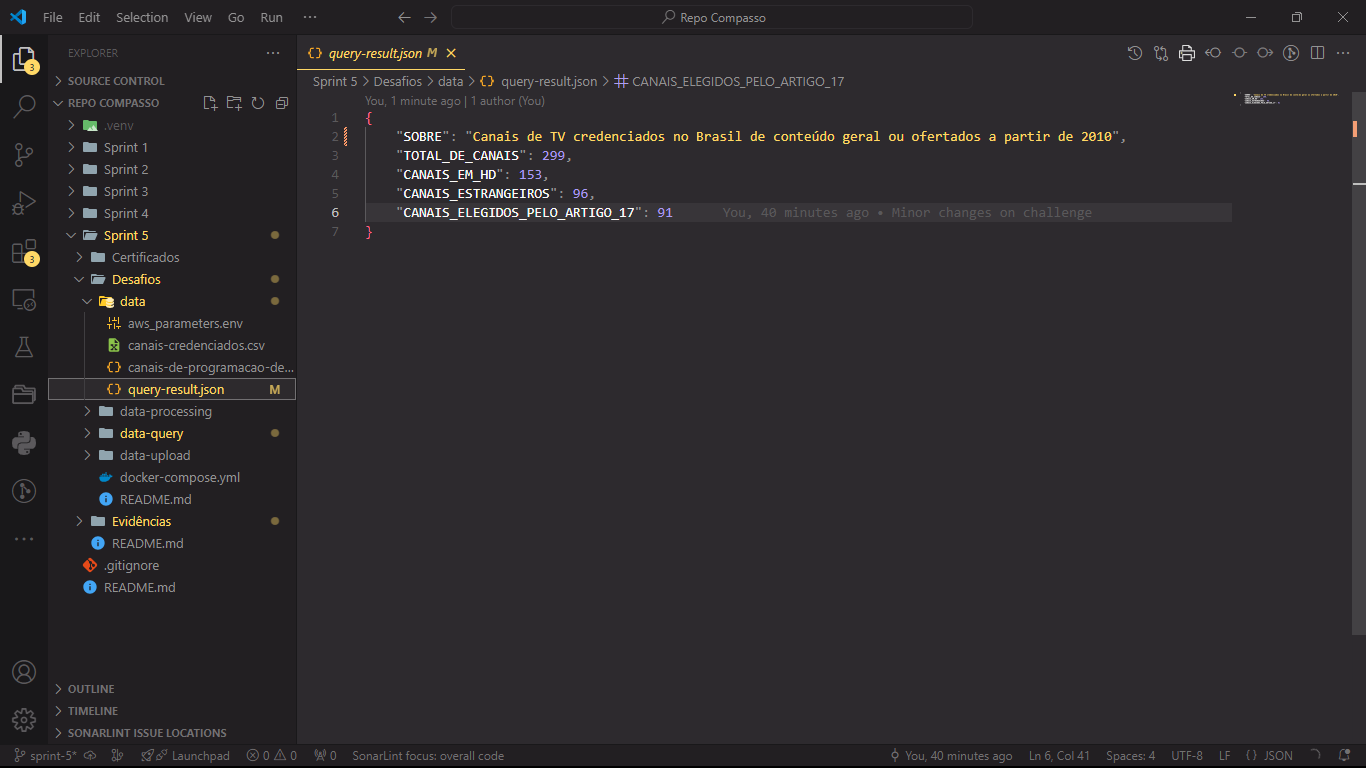 File Edit Selection View Go Run ··· Repo Compasso
EXPLORER ···
SOURCE CONTROL
REPO COMPASSO
.venv
Sprint 1
Sprint 2
Sprint 3
Sprint 4
Sprint 5
Certificados
Desafios
data
aws_parameters.env
canais-credenciados.csv
canais-de-programacao-de...
query-result.json M
data-processing
data-query
data-upload
docker-compose.yml
README.md
Evidências
README.md
.gitignore
README.md
OUTLINE
TIMELINE
SONARLINT ISSUE LOCATIONS
3
3
query-result.json M
Sprint 5 > Desafios > data > query-result.json > CANAIS_ELEGIDOS_PELO_ARTIGO_17
You, 1 minute ago | 1 author (You)
1 {
2 "SOBRE": "Canais de TV credenciados no Brasil de conteúdo geral ou ofertados a partir de 2010",
3 "TOTAL_DE_CANAIS": 299,
4 "CANAIS_EM_HD": 153,
5 "CANAIS_ESTRANGEIROS": 96,
6 "CANAIS_ELEGIDOS_PELO_ARTIGO_17": 91 You, 40 minutes ago • Minor changes on challenge
7 }
sprint-5* Launchpad 0 0 0 SonarLint focus: overall code You, 40 minutes ago Ln 6, Col 41 Spaces: 4 UTF-8 LF {} JSON